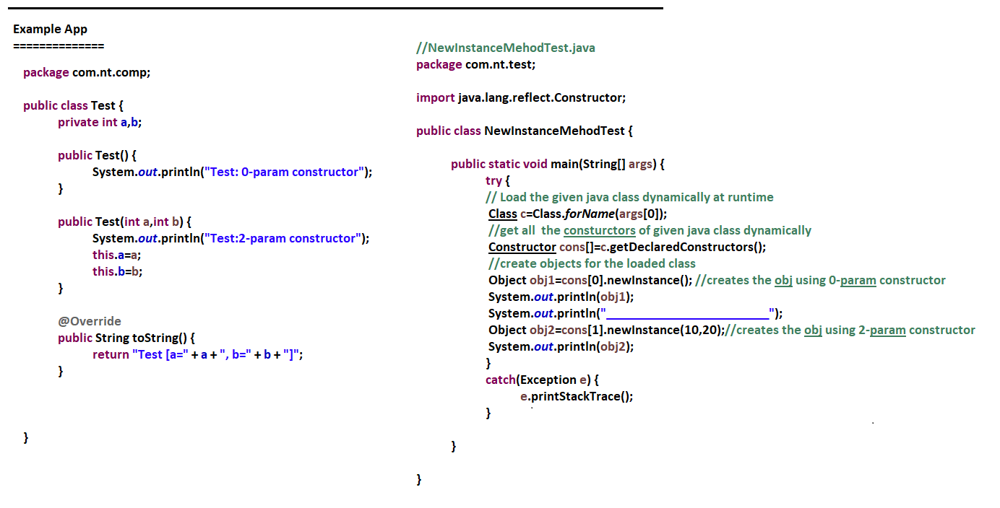 Example App
==============
package com.nt.comp;
public class Test {
private int a,b;
public Test() {
System.out.println("Test: 0-param constructor");
}
public Test(int a,int b) {
System.out.println("Test:2-param constructor");
this.a=a;
this.b=b;
}
@Override
public String toString() {
return "Test [a=" + a + ", b=" + b + "]";
}
}
//NewInstanceMehodTest.java
package com.nt.test;
import java.lang.reflect.Constructor;
public class NewInstanceMehodTest {
public static void main(String[] args) {
try {
// Load the given java class dynamically at runtime
Class c=Class.forName(args[0]);
//get all  the consturctors of given java class dynamically
Constructor cons[]=c.getDeclaredConstructors();
//create objects for the loaded class
Object obj1=cons[0].newInstance(); //creates the obj using 0-param constructor
System.out.println(obj1);
System.out.println("_________________________");
Object obj2=cons[1].newInstance(10,20);//creates the obj using 2-param constructor
System.out.println(obj2);
}
catch(Exception e) {
e.printStackTrace();
}
}
}